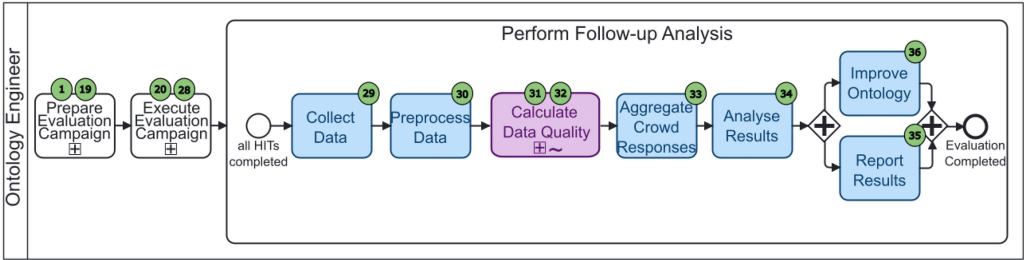 Ontology Engineer
1 19
Prepare
Evaluation
Campaign
20 28
Execute
Evaluation
Campaign
Perform Follow-up Analysis
all HITs
completed
29
Collect
Data
30
Preprocess
Data
31 32
Calculate
Data Quality
~
33
Aggregate
Crowd
Responses
34
Analyse
Results
36
Improve
Ontology
35
Report
Results
Evaluation
Completed